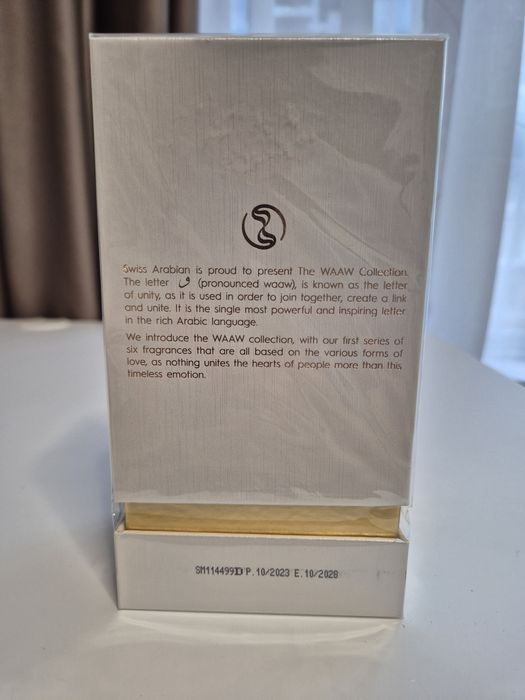 Swiss Arabian is proud to present The WAAW Collection.
The letter و (pronounced waaw), is known as the letter
of unity, as it is used in order to join together, create a link
and unite. It is the single most powerful and inspiring letter
in the rich Arabic language.
We introduce the WAAW collection, with our first series of
six fragrances that are all based on the various forms of
love, as nothing unites the hearts of people more than this
timeless emotion.
SM114499D P.10/2023 E.10/2028